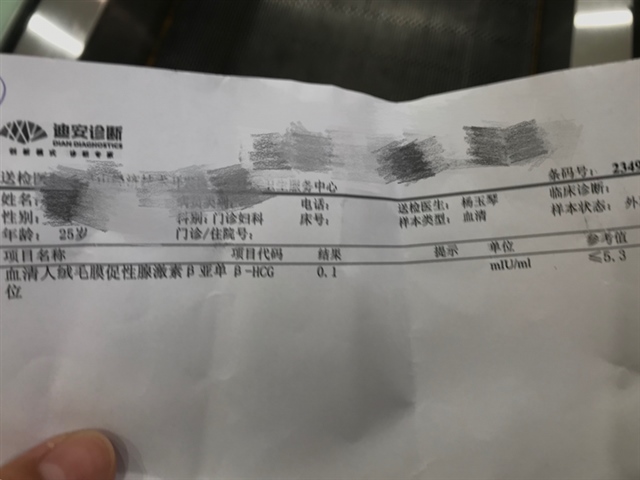 迪安诊断
DIAN DIAGNOSTICS
送检医 服务中心 条码号: 2349
姓名: 电话: 送检医生: 杨玉琴 临床诊断:
性别: 科别: 门诊妇科 床号: 样本类型: 血清 样本状态: 外
年龄: 25岁 门诊/住院号:
项目名称 项目代码 结果 提示 单位 参考值
血清人绒毛膜促性腺激素β亚单 β-HCG 0.1 mIU/ml ≤5.3
位